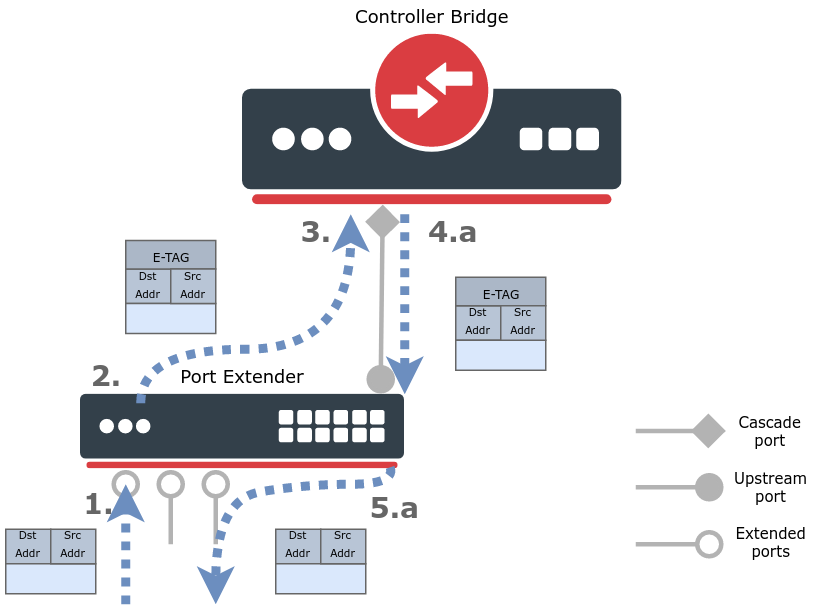 Controller Bridge
3.
4.a
E-TAG
Dst Addr
Src Addr
E-TAG
Dst Addr
Src Addr
2.
Port Extender
Cascade
port
Upstream
port
1.
5.a
Extended
ports
Dst Addr
Src Addr
Dst Addr
Src Addr